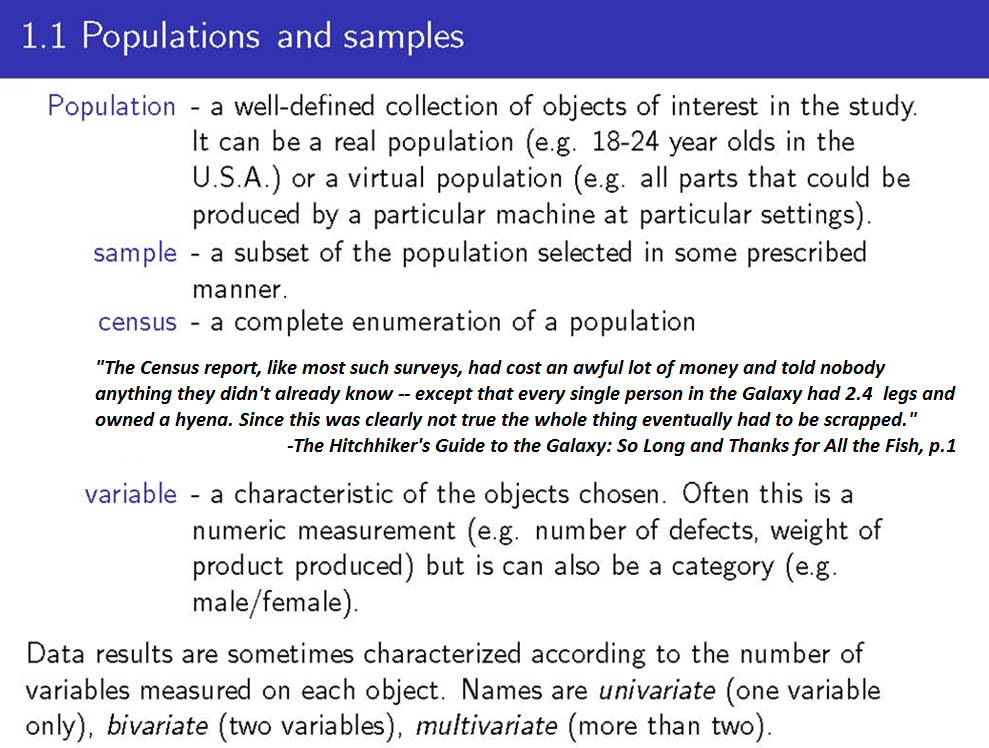 1.1 Populations and samples
Population - a well-defined collection of objects of interest in the study.
It can be a real population (e.g. 18-24 year olds in the
U.S.A.) or a virtual population (e.g. all parts that could be
produced by a particular machine at particular settings).
sample - a subset of the population selected in some prescribed
manner.
census - a complete enumeration of a population
"The Census report, like most such surveys, had cost an awful lot of money and told nobody
anything they didn't already know -- except that every single person in the Galaxy had 2.4 legs and
owned a hyena. Since this was clearly not true the whole thing eventually had to be scrapped."
-The Hitchhiker's Guide to the Galaxy: So Long and Thanks for All the Fish, p.1
variable - a characteristic of the objects chosen. Often this is a
numeric measurement (e.g. number of defects, weight of
product produced) but is can also be a category (e.g.
male/female).
Data results are sometimes characterized according to the number of
variables measured on each object. Names are univariate (one variable
only), bivariate (two variables), multivariate (more than two).